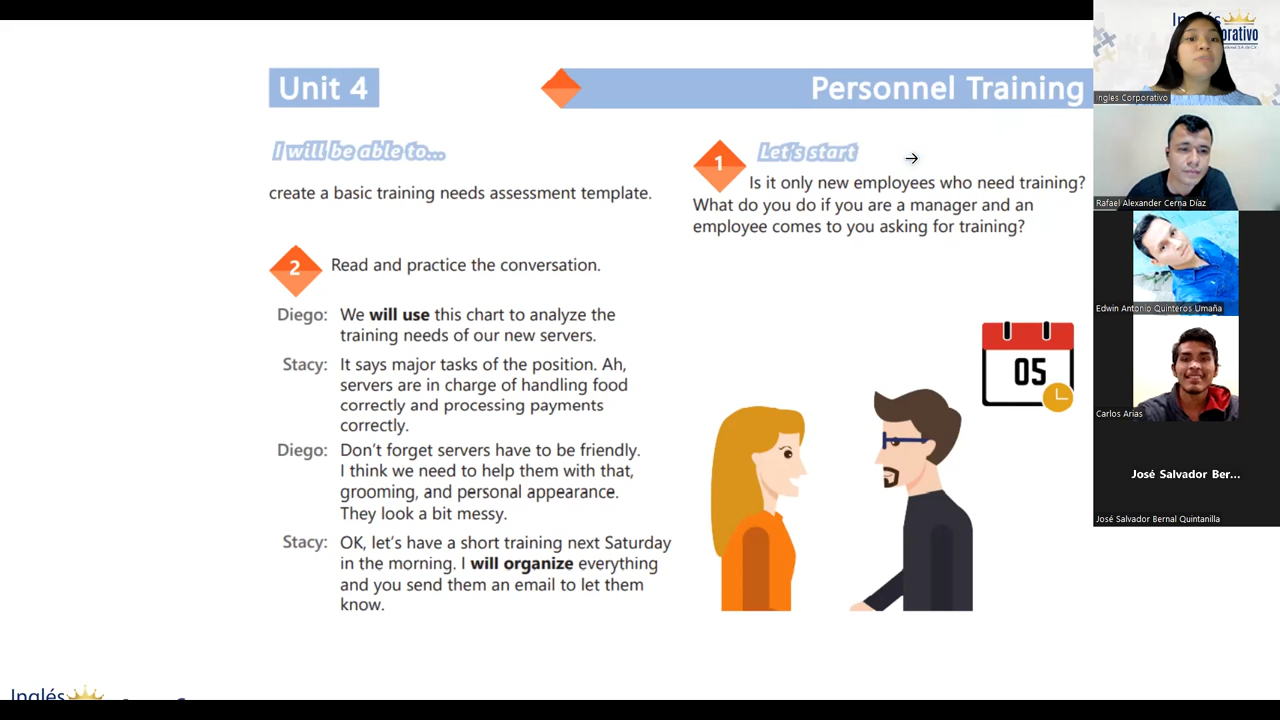 Unit 4
Personnel Training
I will be able to...
create a basic training needs assessment template.
1
Let's start
Is it only new employees who need training?
What do you do if you are a manager and an
employee comes to you asking for training?
2
Read and practice the conversation.
Diego: We will use this chart to analyze the
training needs of our new servers.
Stacy: It says major tasks of the position. Ah,
servers are in charge of handling food
correctly and processing payments
correctly.
Diego: Don't forget servers have to be friendly.
I think we need to help them with that,
grooming, and personal appearance.
They look a bit messy.
Stacy: OK, let's have a short training next Saturday
in the morning. I will organize everything
and you send them an email to let them
know.
05
Ingles Corporativo
Rafael Alexander Cerna Díaz
Edwin Antonio Quinteros Umaña
Carlos Arias
José Salvador Ber...
José Salvador Bernal Quintanilla
Inglés